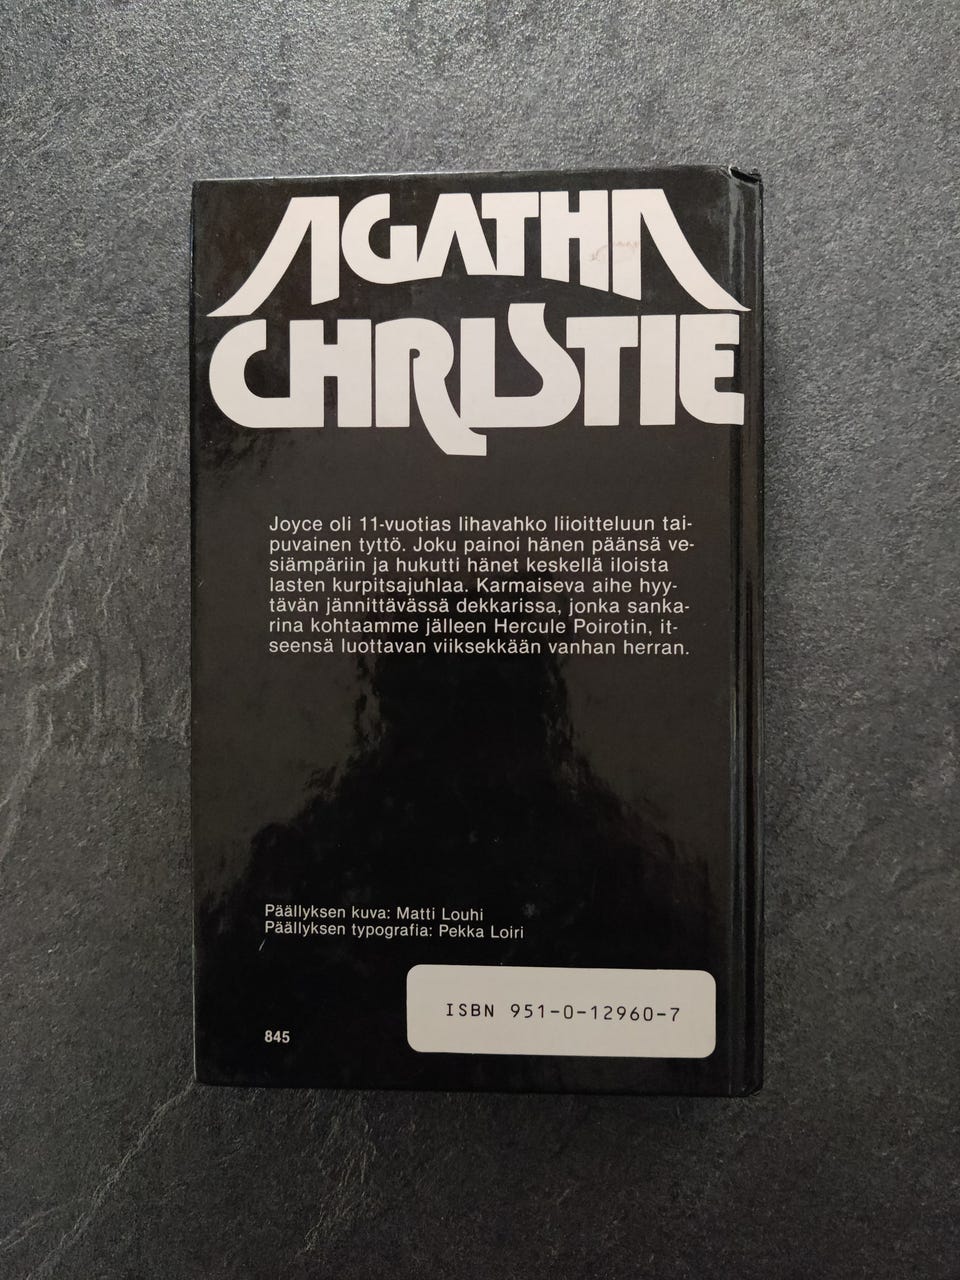 AGATHA
CHRISTIE
Joyce oli 11-vuotias lihavahko liioitteluun tai-
puvainen tyttö. Joku painoi hänen päänsä ve-
siämpäriin ja hukutti hänet keskellä iloista
lasten kurpitsajuhlaa. Karmaiseva aihe hyy-
tävän jännittävässä dekkarissa, jonka sanka-
rina kohtaamme jälleen Hercule Poirotin, it-
seensä luottavan viiksekkään vanhan herran.
Päällyksen kuva: Matti Louhi
Päällyksen typografia: Pekka Loiri
ISBN 951-0-12960-7
845